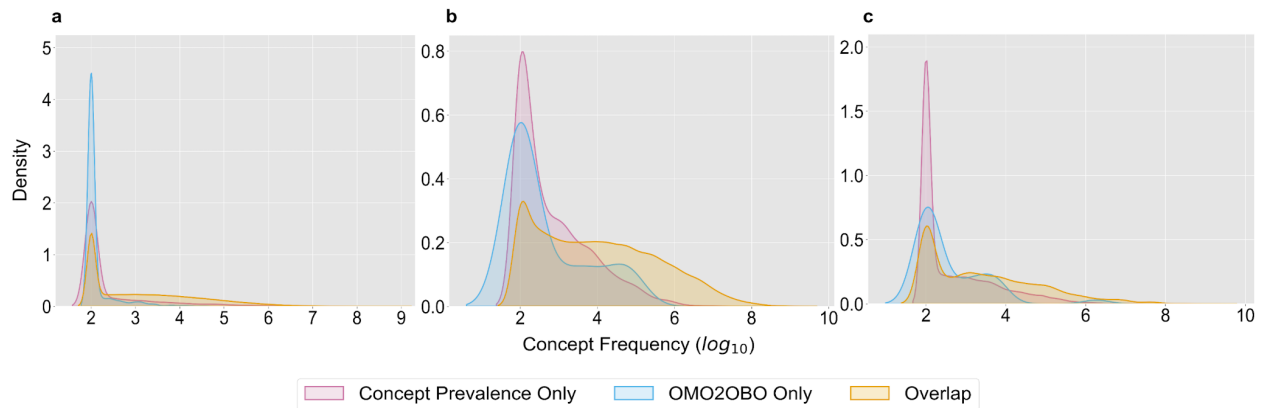 a
b
c
5
4
3
2
1
0
0.8
0.6
0.4
0.2
0.0
2.0
1.5
1.0
0.5
0.0
Density
2 3 4 5 6 7 8 9
2 4 6 8 10
2 4 6 8 10
Concept Frequency (log10)
Concept Prevalence Only OMO2OBO Only Overlap